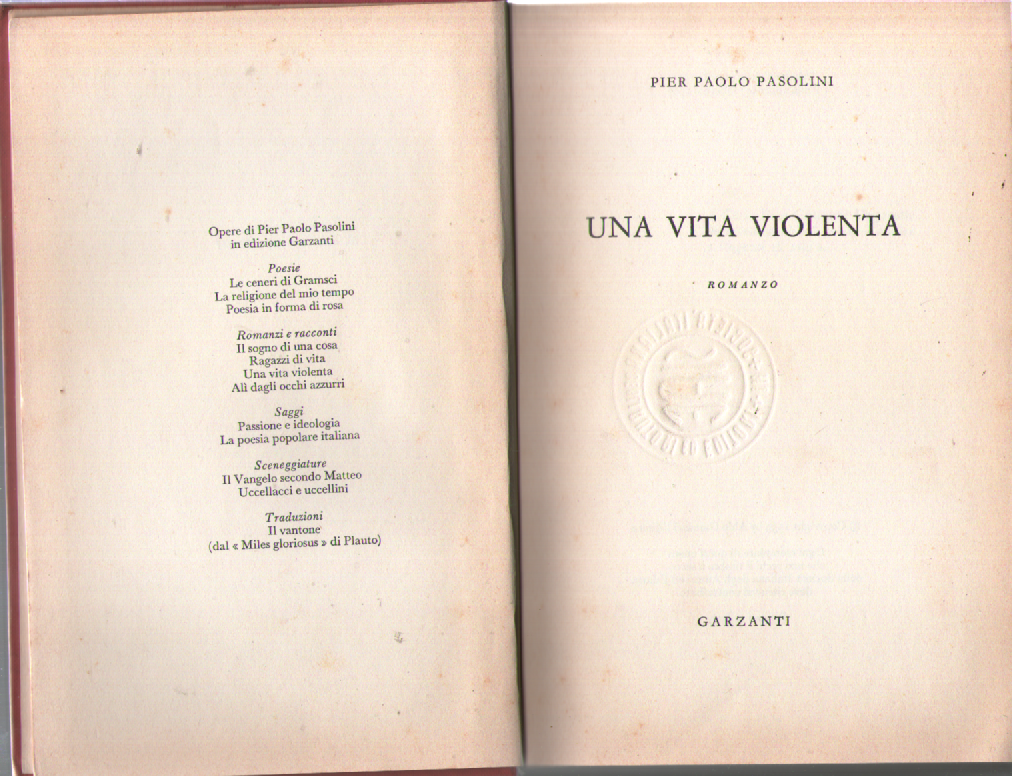 Opere di Pier Paolo Pasolini
in edizione Garzanti
Poesie
Le ceneri di Gramsci
La religione del mio tempo
Poesia in forma di rosa
Romanzi e racconti
Il sogno di una cosa
Ragazzi di vita
Una vita violenta
Alì dagli occhi azzurri
Saggi
Passione e ideologia
La poesia popolare italiana
Sceneggiature
Il Vangelo secondo Matteo
Uccellacci e uccellini
Traduzioni
Il vantone
(dal « Miles gloriosus » di Plauto)
PIER PAOLO PASOLINI
UNA VITA VIOLENTA
ROMANZO
GARZANTI